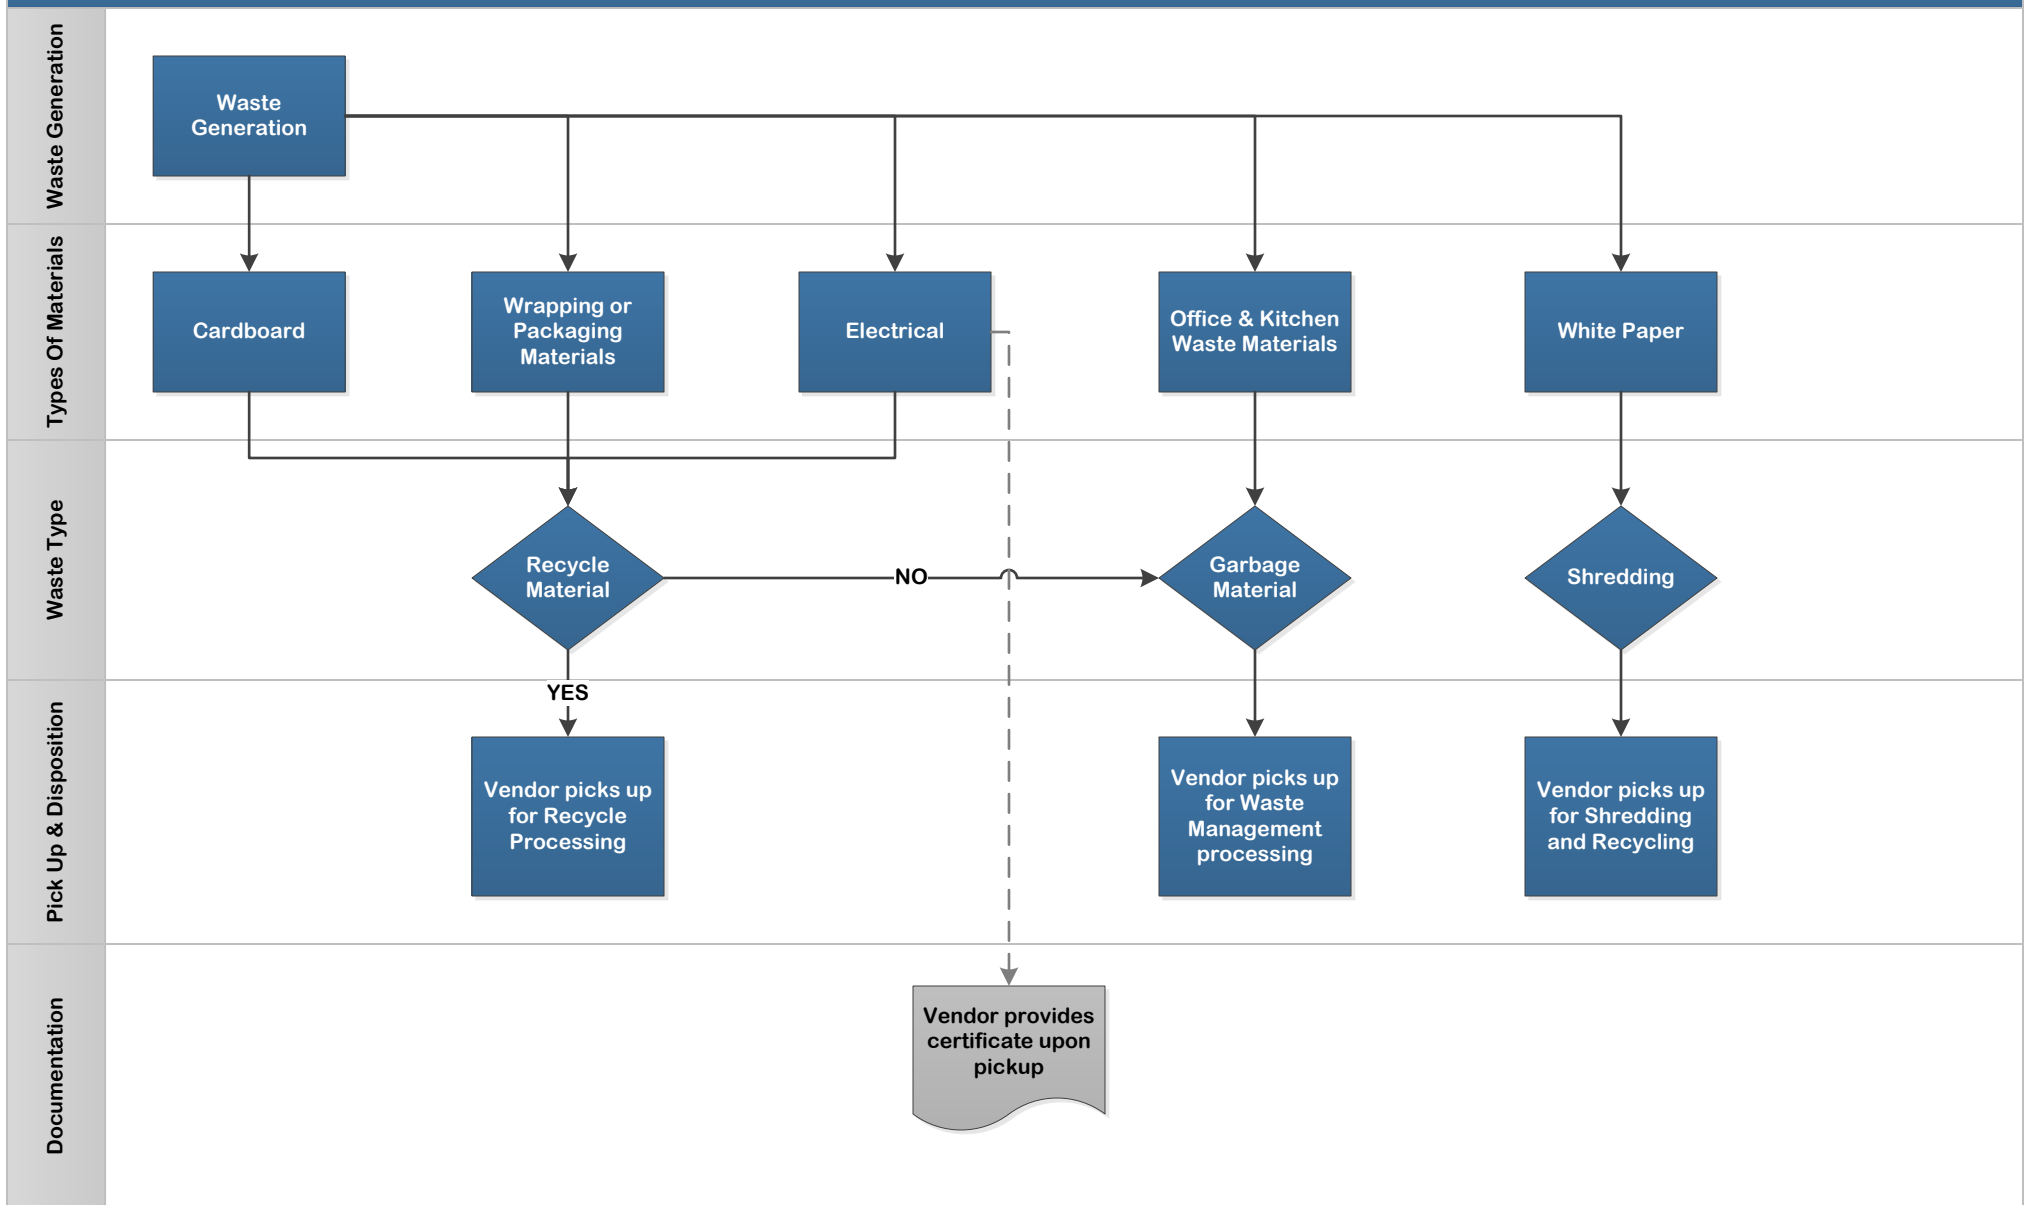 Waste Generation
Waste
Generation
Types Of Materials
Cardboard
Wrapping or
Packaging
Materials
Electrical
Office & Kitchen
Waste Materials
White Paper
Waste Type
Recycle
Material
NO
Garbage
Material
Shredding
YES
Pick Up & Disposition
Vendor picks up
for Recycle
Processing
Vendor picks up
for Waste
Management
processing
Vendor picks up
for Shredding
and Recycling
Documentation
Vendor provides
certificate upon
pickup